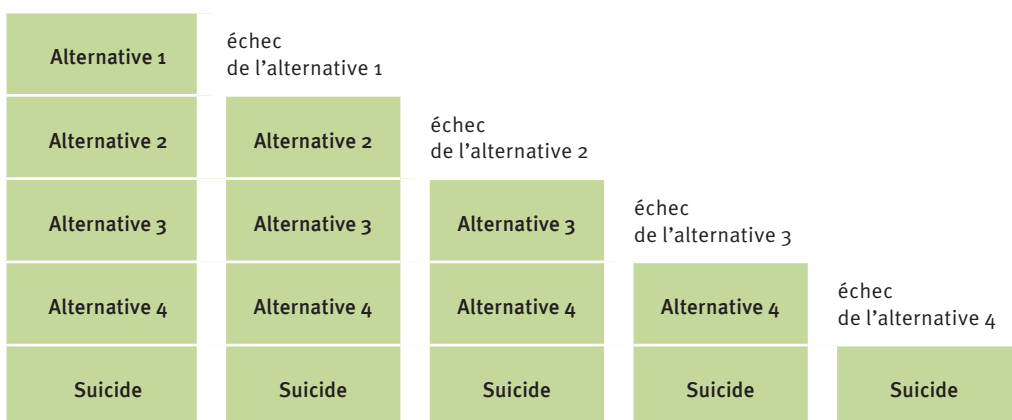 Alternative 1
échec
de l’alternative 1
Alternative 2
Alternative 2
échec
de l’alternative 2
Alternative 3
Alternative 3
Alternative 3
échec
de l’alternative 3
Alternative 4
Alternative 4
Alternative 4
Alternative 4
échec
de l’alternative 4
Suicide
Suicide
Suicide
Suicide
Suicide